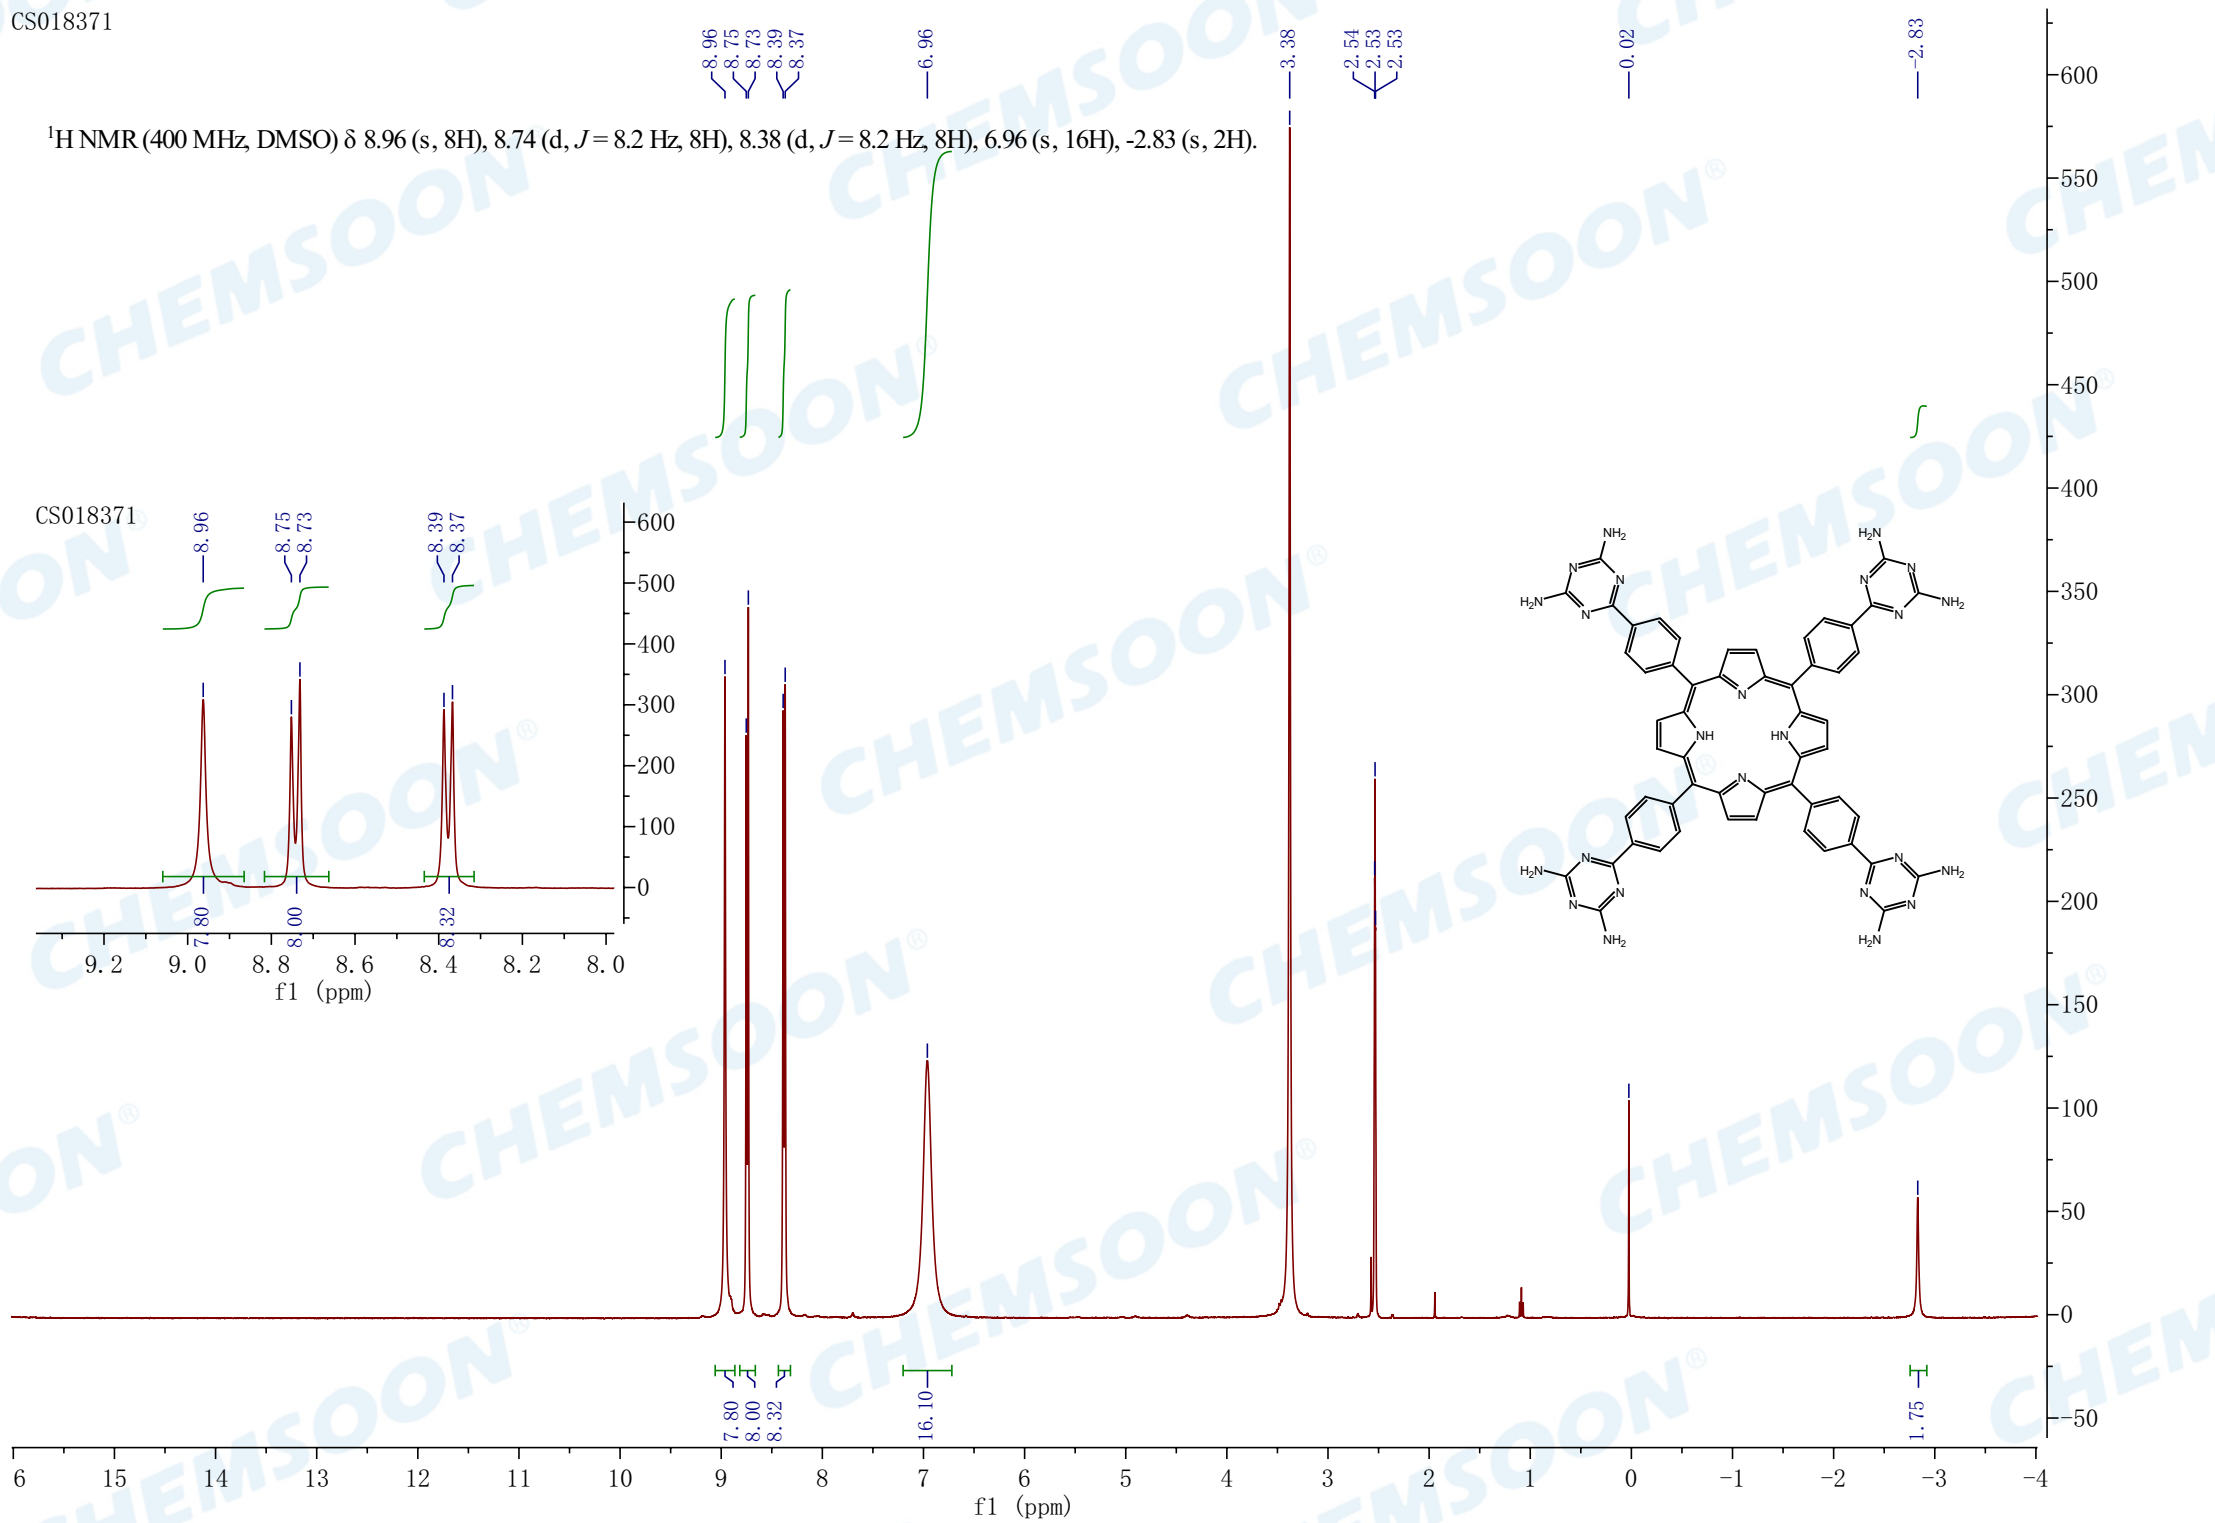 CS018371
8.96
8.75
8.73
8.39
8.37
6.96
3.38
2.54
2.53
2.53
0.02
-2.83
¹H NMR (400 MHz, DMSO) δ 8.96 (s, 8H), 8.74 (d, J = 8.2 Hz, 8H), 8.38 (d, J = 8.2 Hz, 8H), 6.96 (s, 16H), -2.83 (s, 2H).
CS018371
8.96
8.75
8.73
8.39
8.37
600
500
400
300
200
100
0
7.80
8.00
8.32
9.2 9.0 8.8 8.6 8.4 8.2 8.0
f1 (ppm)
NH₂ H₂N
N N N N
H₂N N N NH₂
N
NH HN
N
H₂N N N NH₂
N N N N
NH₂ H₂N
600
550
500
450
400
350
300
250
200
150
100
50
0
-50
7.80
8.00
8.32
16.10
1.75
6 15 14 13 12 11 10 9 8 7 6 5 4 3 2 1 0 -1 -2 -3 -4
f1 (ppm)
CHEMSOON®